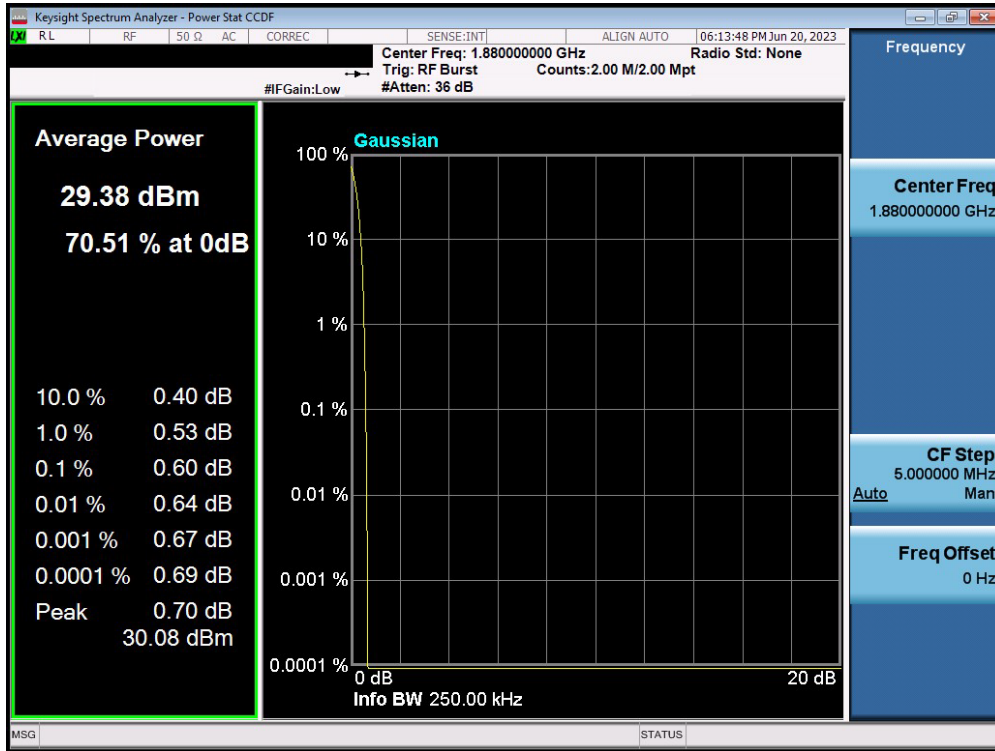 Keysight Spectrum Analyzer - Power Stat CCDF
LXI RL RF 50 Ω AC CORREC SENSE:INT ALIGN AUTO 06:13:48 PM Jun 20, 2023
Center Freq: 1.880000000 GHz Radio Std: None
Trig: RF Burst Counts:2.00 M/2.00 Mpt
#IFGain:Low #Atten: 36 dB
Frequency
Average Power
29.38 dBm
70.51 % at 0dB
10.0 % 0.40 dB
1.0 % 0.53 dB
0.1 % 0.60 dB
0.01 % 0.64 dB
0.001 % 0.67 dB
0.0001 % 0.69 dB
Peak 0.70 dB
30.08 dBm
Gaussian
100 %
10 %
1 %
0.1 %
0.01 %
0.001 %
0.0001 %
0 dB 20 dB
Info BW 250.00 kHz
Center Freq
1.880000000 GHz
CF Step
5.000000 MHz
Auto Man
Freq Offset
0 Hz
MSG STATUS